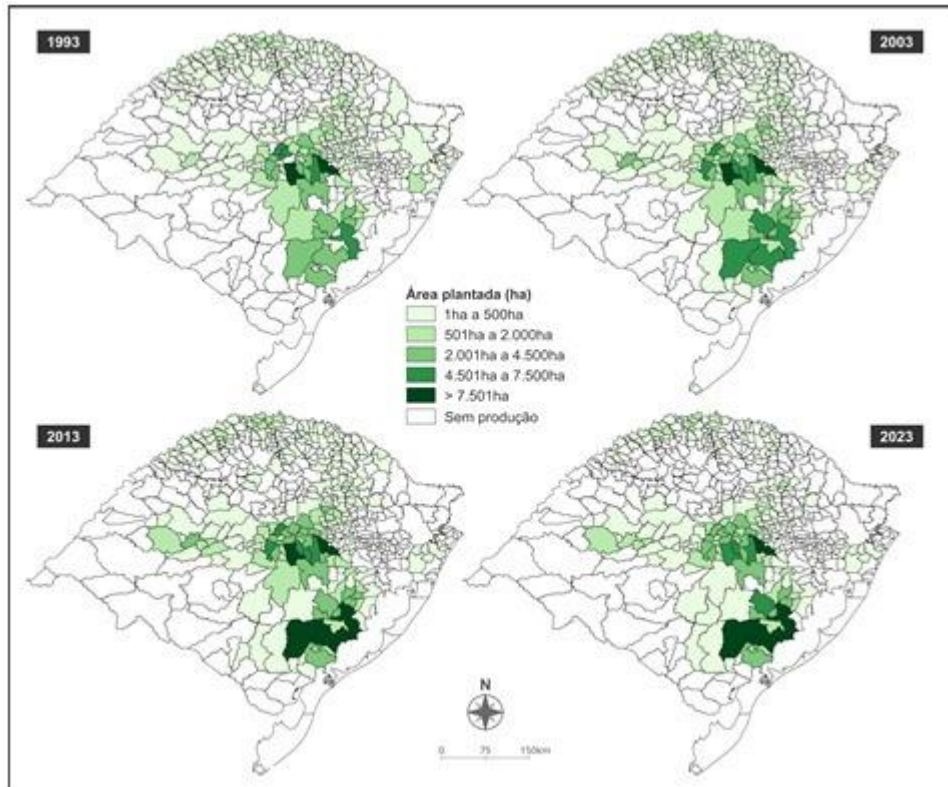 1993
2003
Área plantada (ha)
1ha a 500ha
501ha a 2.000ha
2.001ha a 4.500ha
4.501ha a 7.500ha
> 7.501ha
Sem produção
2013
2023
N
0 75 150km